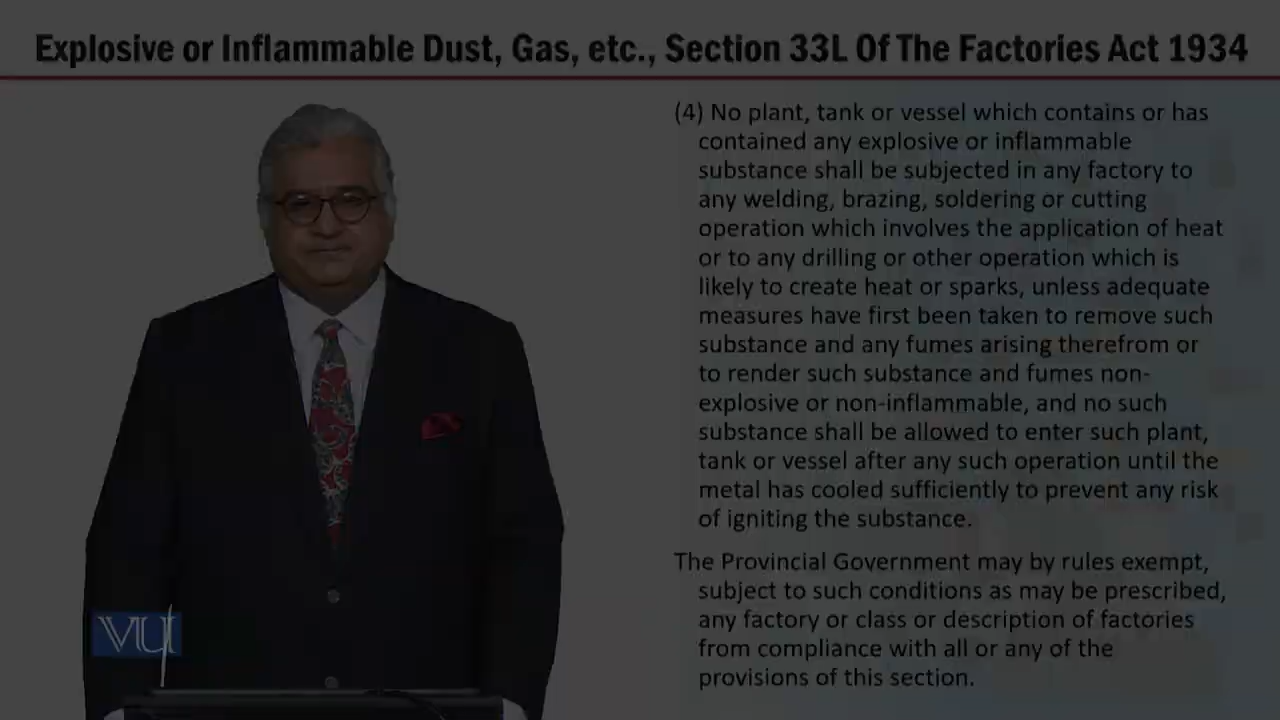 Explosive or Inflammable Dust, Gas, etc., Section 33L Of The Factories Act 1934
(4) No plant, tank or vessel which contains or has
contained any explosive or inflammable
substance shall be subjected in any factory to
any welding, brazing, soldering or cutting
operation which involves the application of heat
or to any drilling or other operation which is
likely to create heat or sparks, unless adequate
measures have first been taken to remove such
substance and any fumes arising therefrom or
to render such substance and fumes non-
explosive or non-inflammable, and no such
substance shall be allowed to enter such plant,
tank or vessel after any such operation until the
metal has cooled sufficiently to prevent any risk
of igniting the substance.
The Provincial Government may by rules exempt,
subject to such conditions as may be prescribed,
any factory or class or description of factories
from compliance with all or any of the
provisions of this section.
VU